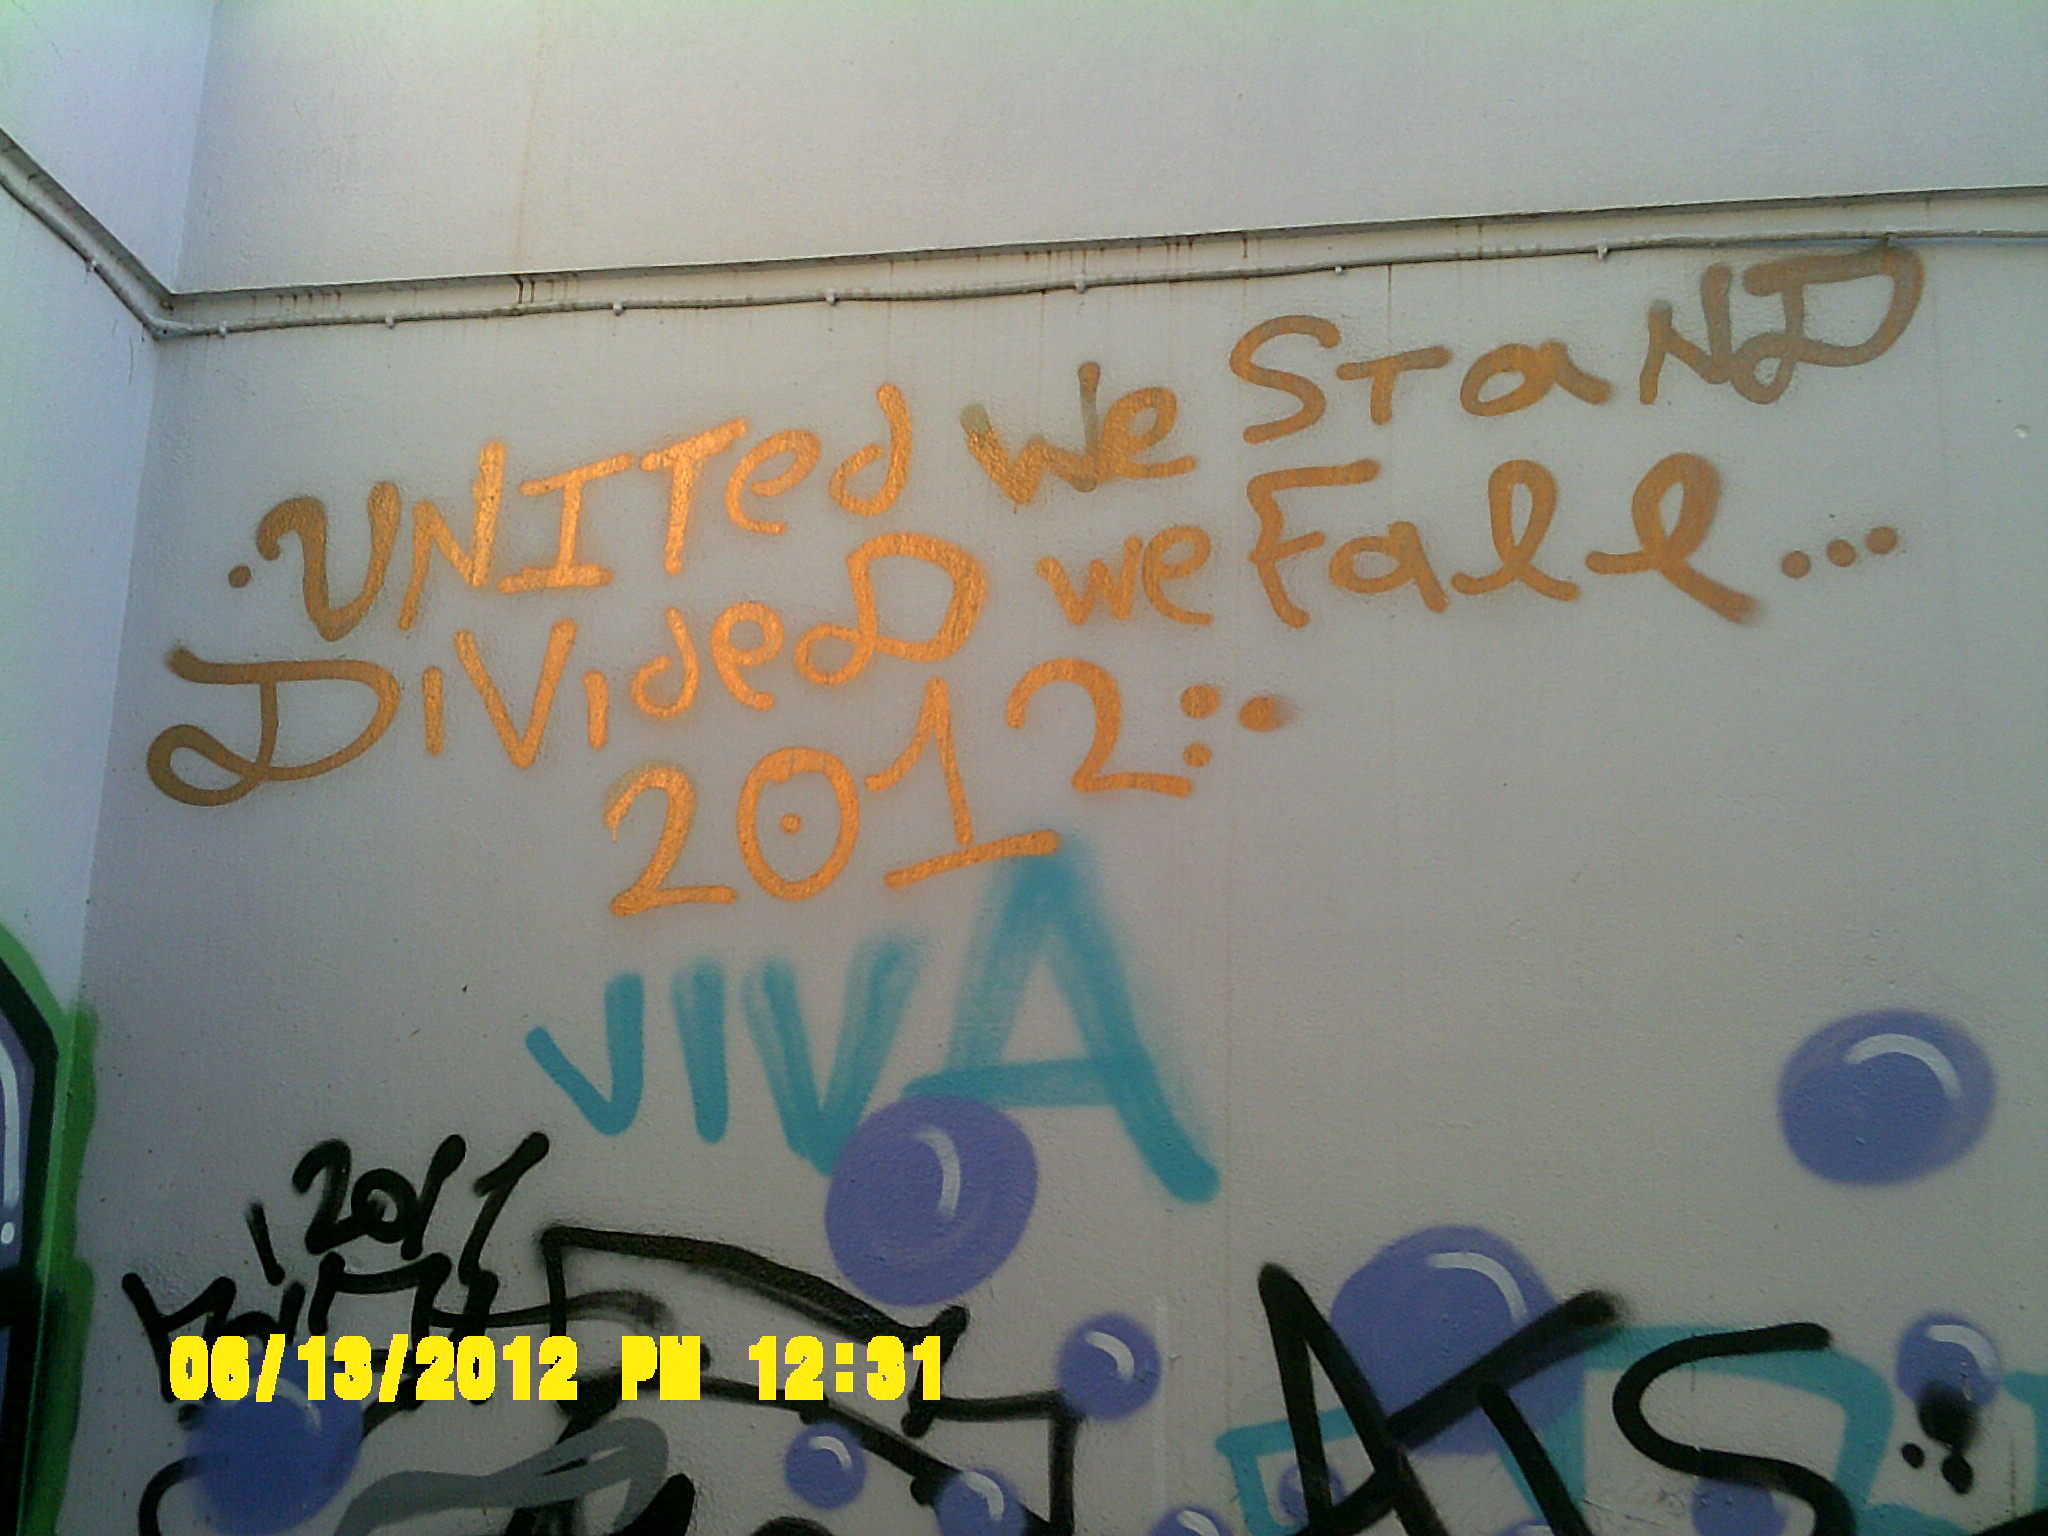 .UNITed we STaND
DiVideD we Fall...
2012
VIVA
2011
06/13/2012 PM 12:31